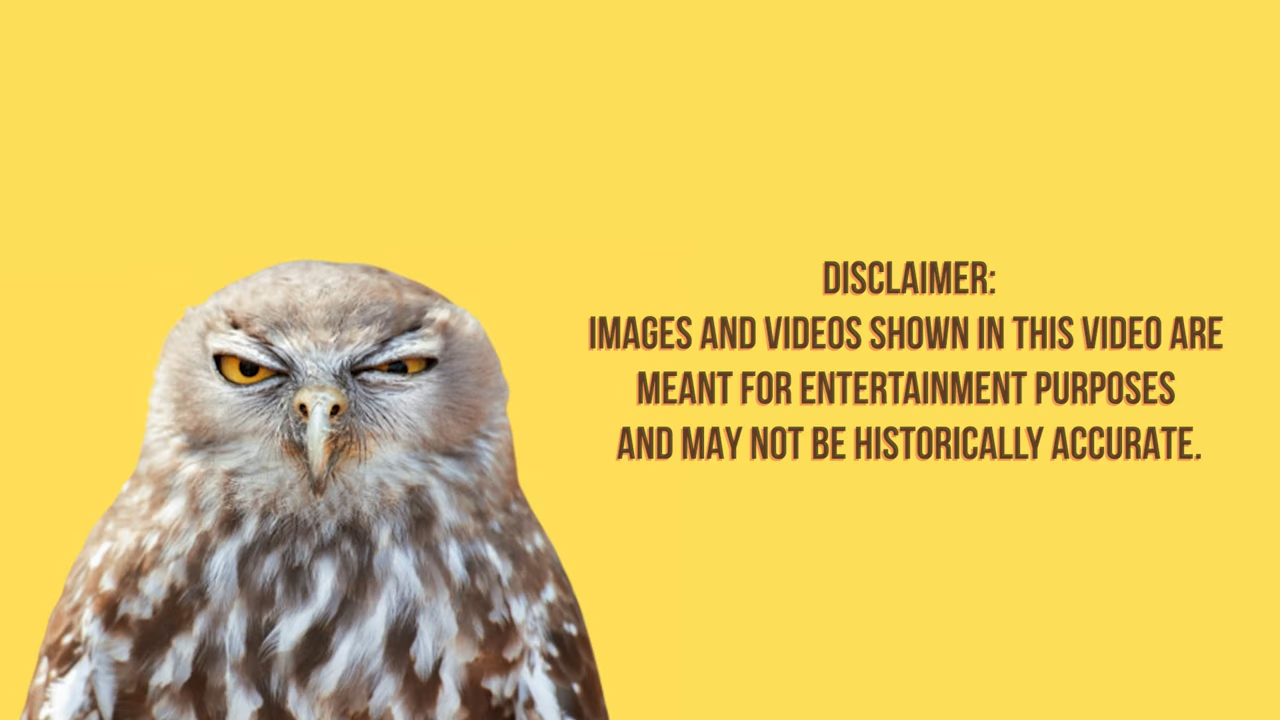 DISCLAIMER:
IMAGES AND VIDEOS SHOWN IN THIS VIDEO ARE
MEANT FOR ENTERTAINMENT PURPOSES
AND MAY NOT BE HISTORICALLY ACCURATE.